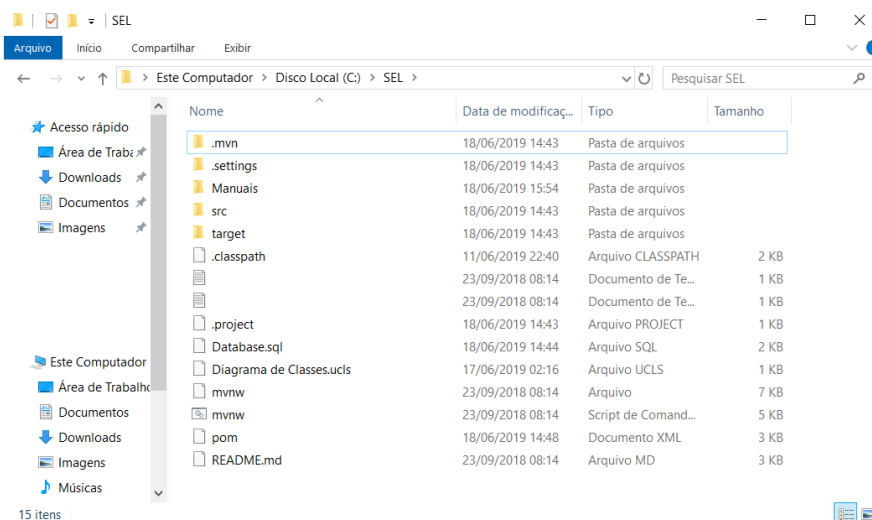 SEL
Arquivo Início Compartilhar Exibir
Este Computador > Disco Local (C:) > SEL >
Pesquisar SEL
Nome Data de modificaç... Tipo Tamanho
Acesso rápido
Área de Traba
Downloads
Documentos
Imagens
Este Computador
Área de Trabalho
Documentos
Downloads
Imagens
Músicas
.mvn 18/06/2019 14:43 Pasta de arquivos
.settings 18/06/2019 14:43 Pasta de arquivos
Manuais 18/06/2019 15:54 Pasta de arquivos
src 18/06/2019 14:43 Pasta de arquivos
target 18/06/2019 14:43 Pasta de arquivos
.classpath 11/06/2019 22:40 Arquivo CLASSPATH 2 KB
23/09/2018 08:14 Documento de Te... 1 KB
23/09/2018 08:14 Documento de Te... 1 KB
.project 18/06/2019 14:43 Arquivo PROJECT 1 KB
Database.sql 18/06/2019 14:44 Arquivo SQL 2 KB
Diagrama de Classes.ucls 17/06/2019 02:16 Arquivo UCLS 1 KB
mvnw 23/09/2018 08:14 Arquivo 7 KB
mvnw 23/09/2018 08:14 Script de Comand... 5 KB
pom 18/06/2019 14:48 Documento XML 3 KB
README.md 23/09/2018 08:14 Arquivo MD 3 KB
15 itens